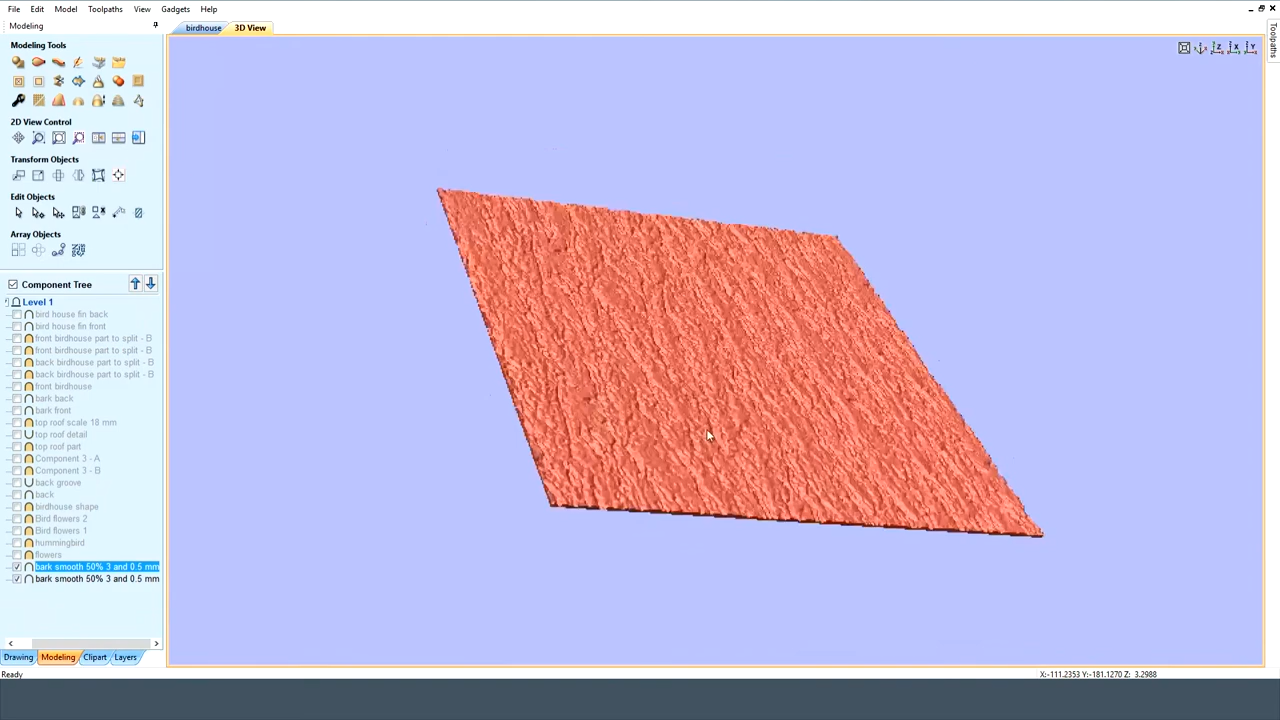 File Edit Model Toolpaths View Gadgets Help
Modeling
birdhouse 3D View
Toolpaths
Modeling Tools
2D View Control
Transform Objects
Edit Objects
Array Objects
Component Tree
Level 1
bird house fin back
bird house fin front
front birdhouse part to split - B
front birdhouse part to split - B
back birdhouse part to split - B
back birdhouse part to split - B
front birdhouse
bark back
bark front
top roof scale 18 mm
top roof detail
top roof part
Component 3 - A
Component 3 - B
back groove
back
birdhouse shape
Bird flowers 2
Bird flowers 1
hummingbird
flowers
bark smooth 50% 3 and 0.5 mm
bark smooth 50% 3 and 0.5 mm
Drawing Modeling Clipart Layers
Ready
X:-111.2353 Y:-181.1270 Z: 3.2988